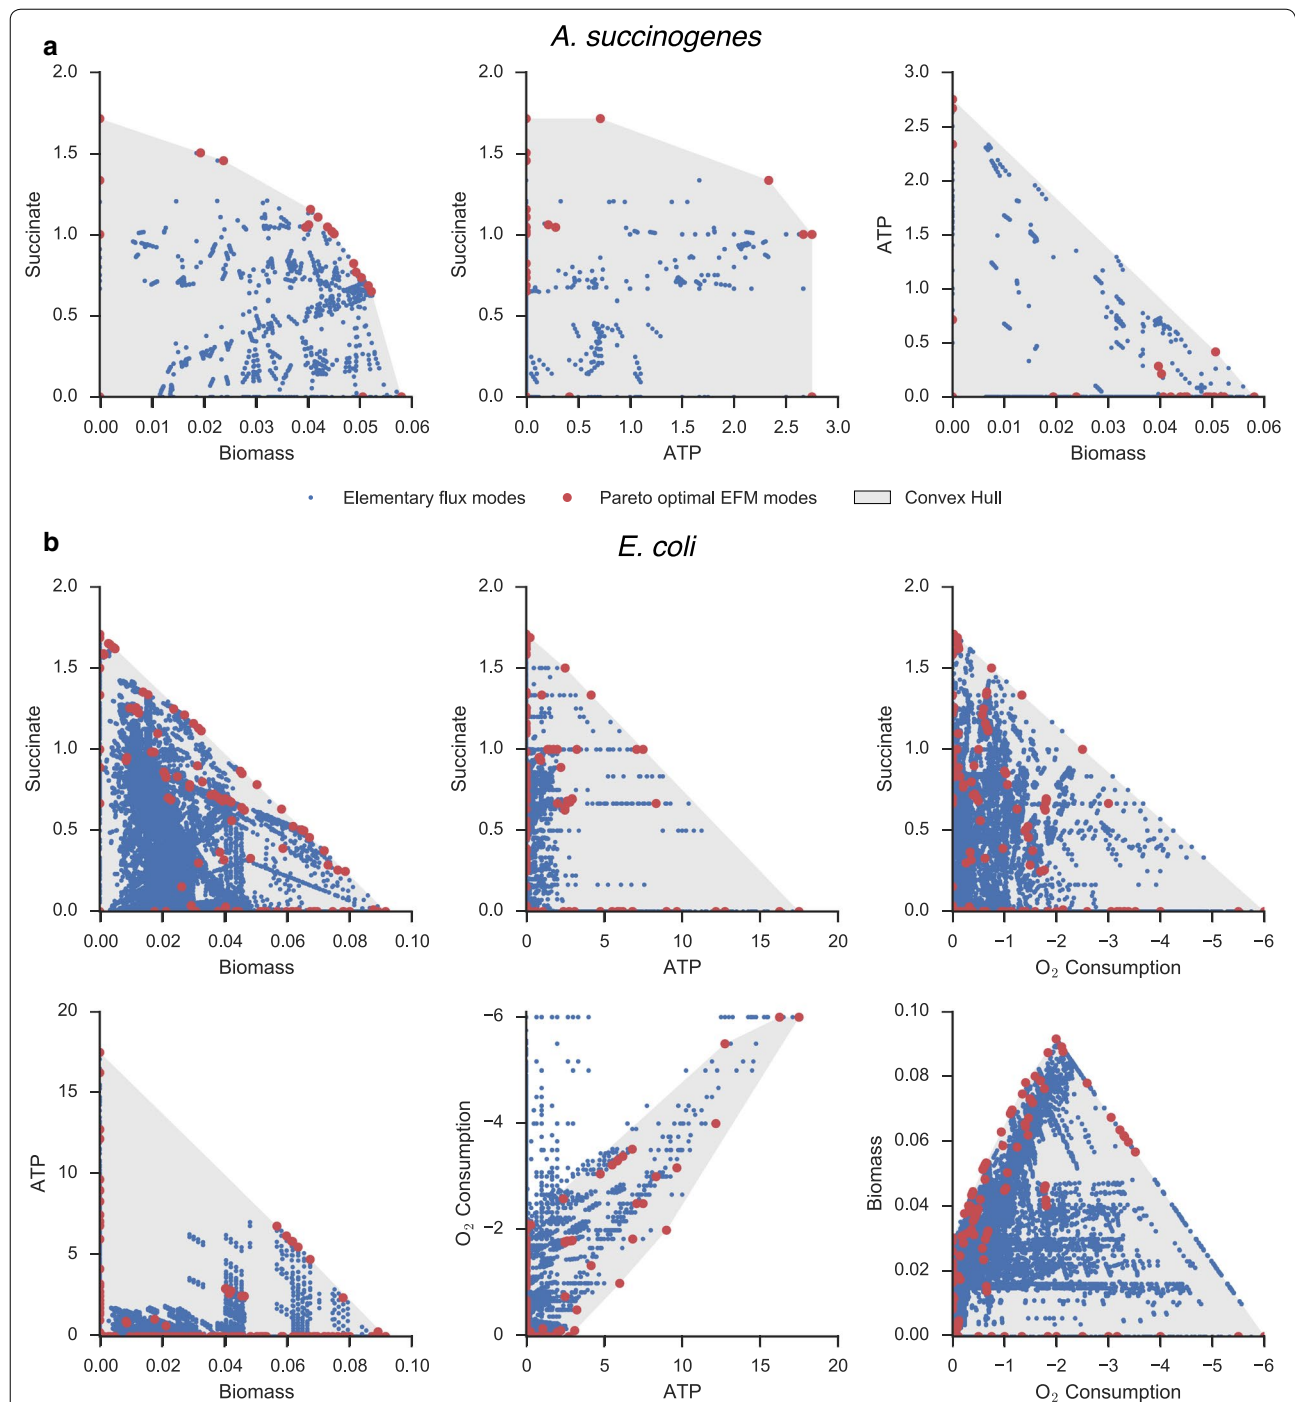 a
A. succinogenes
2.0
1.5
1.0
0.5
0.0
Succinate
0.00 0.01 0.02 0.03 0.04 0.05 0.06
Biomass
2.0
1.5
1.0
0.5
0.0
Succinate
0.0 0.5 1.0 1.5 2.0 2.5 3.0
ATP
3.0
2.5
2.0
1.5
1.0
0.5
0.0
ATP
0.00 0.01 0.02 0.03 0.04 0.05 0.06
Biomass
Elementary flux modes Pareto optimal EFM modes Convex Hull
b
E. coli
2.0
1.5
1.0
0.5
0.0
Succinate
0.00 0.02 0.04 0.06 0.08 0.10
Biomass
2.0
1.5
1.0
0.5
0.0
Succinate
0 5 10 15 20
ATP
2.0
1.5
1.0
0.5
0.0
Succinate
0 −1 −2 −3 −4 −5 −6
O₂ Consumption
20
15
10
5
0
ATP
0.00 0.02 0.04 0.06 0.08 0.10
Biomass
−6
−4
−2
0
O₂ Consumption
0 5 10 15 20
ATP
0.10
0.08
0.06
0.04
0.02
0.00
Biomass
0 −1 −2 −3 −4 −5 −6
O₂ Consumption